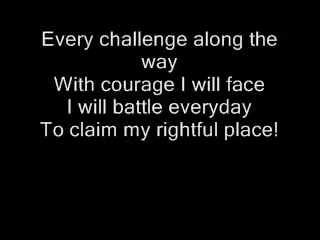 Every challenge along the
way
With courage I will face
I will battle everyday
To claim my rightful place!